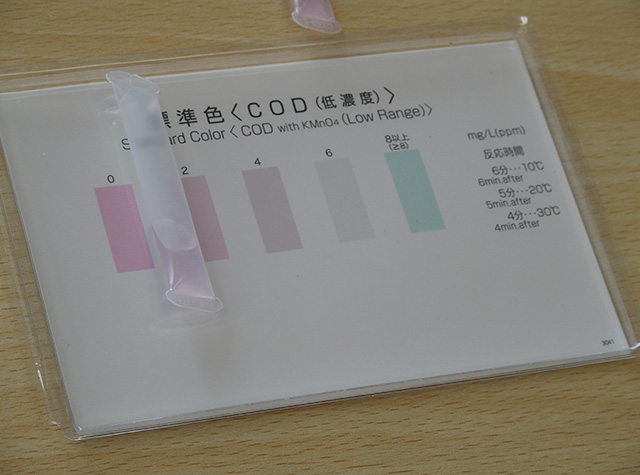 標準色〈COD(低濃度)〉
Color〈COD with KMnO₄ (Low Range)〉
0
2
4
6
8以上
(≥8)
mg/L(ppm)
反応時間
6分…10℃
6min.after
5分…20℃
5min.after
4分…30℃
4min.after
3041